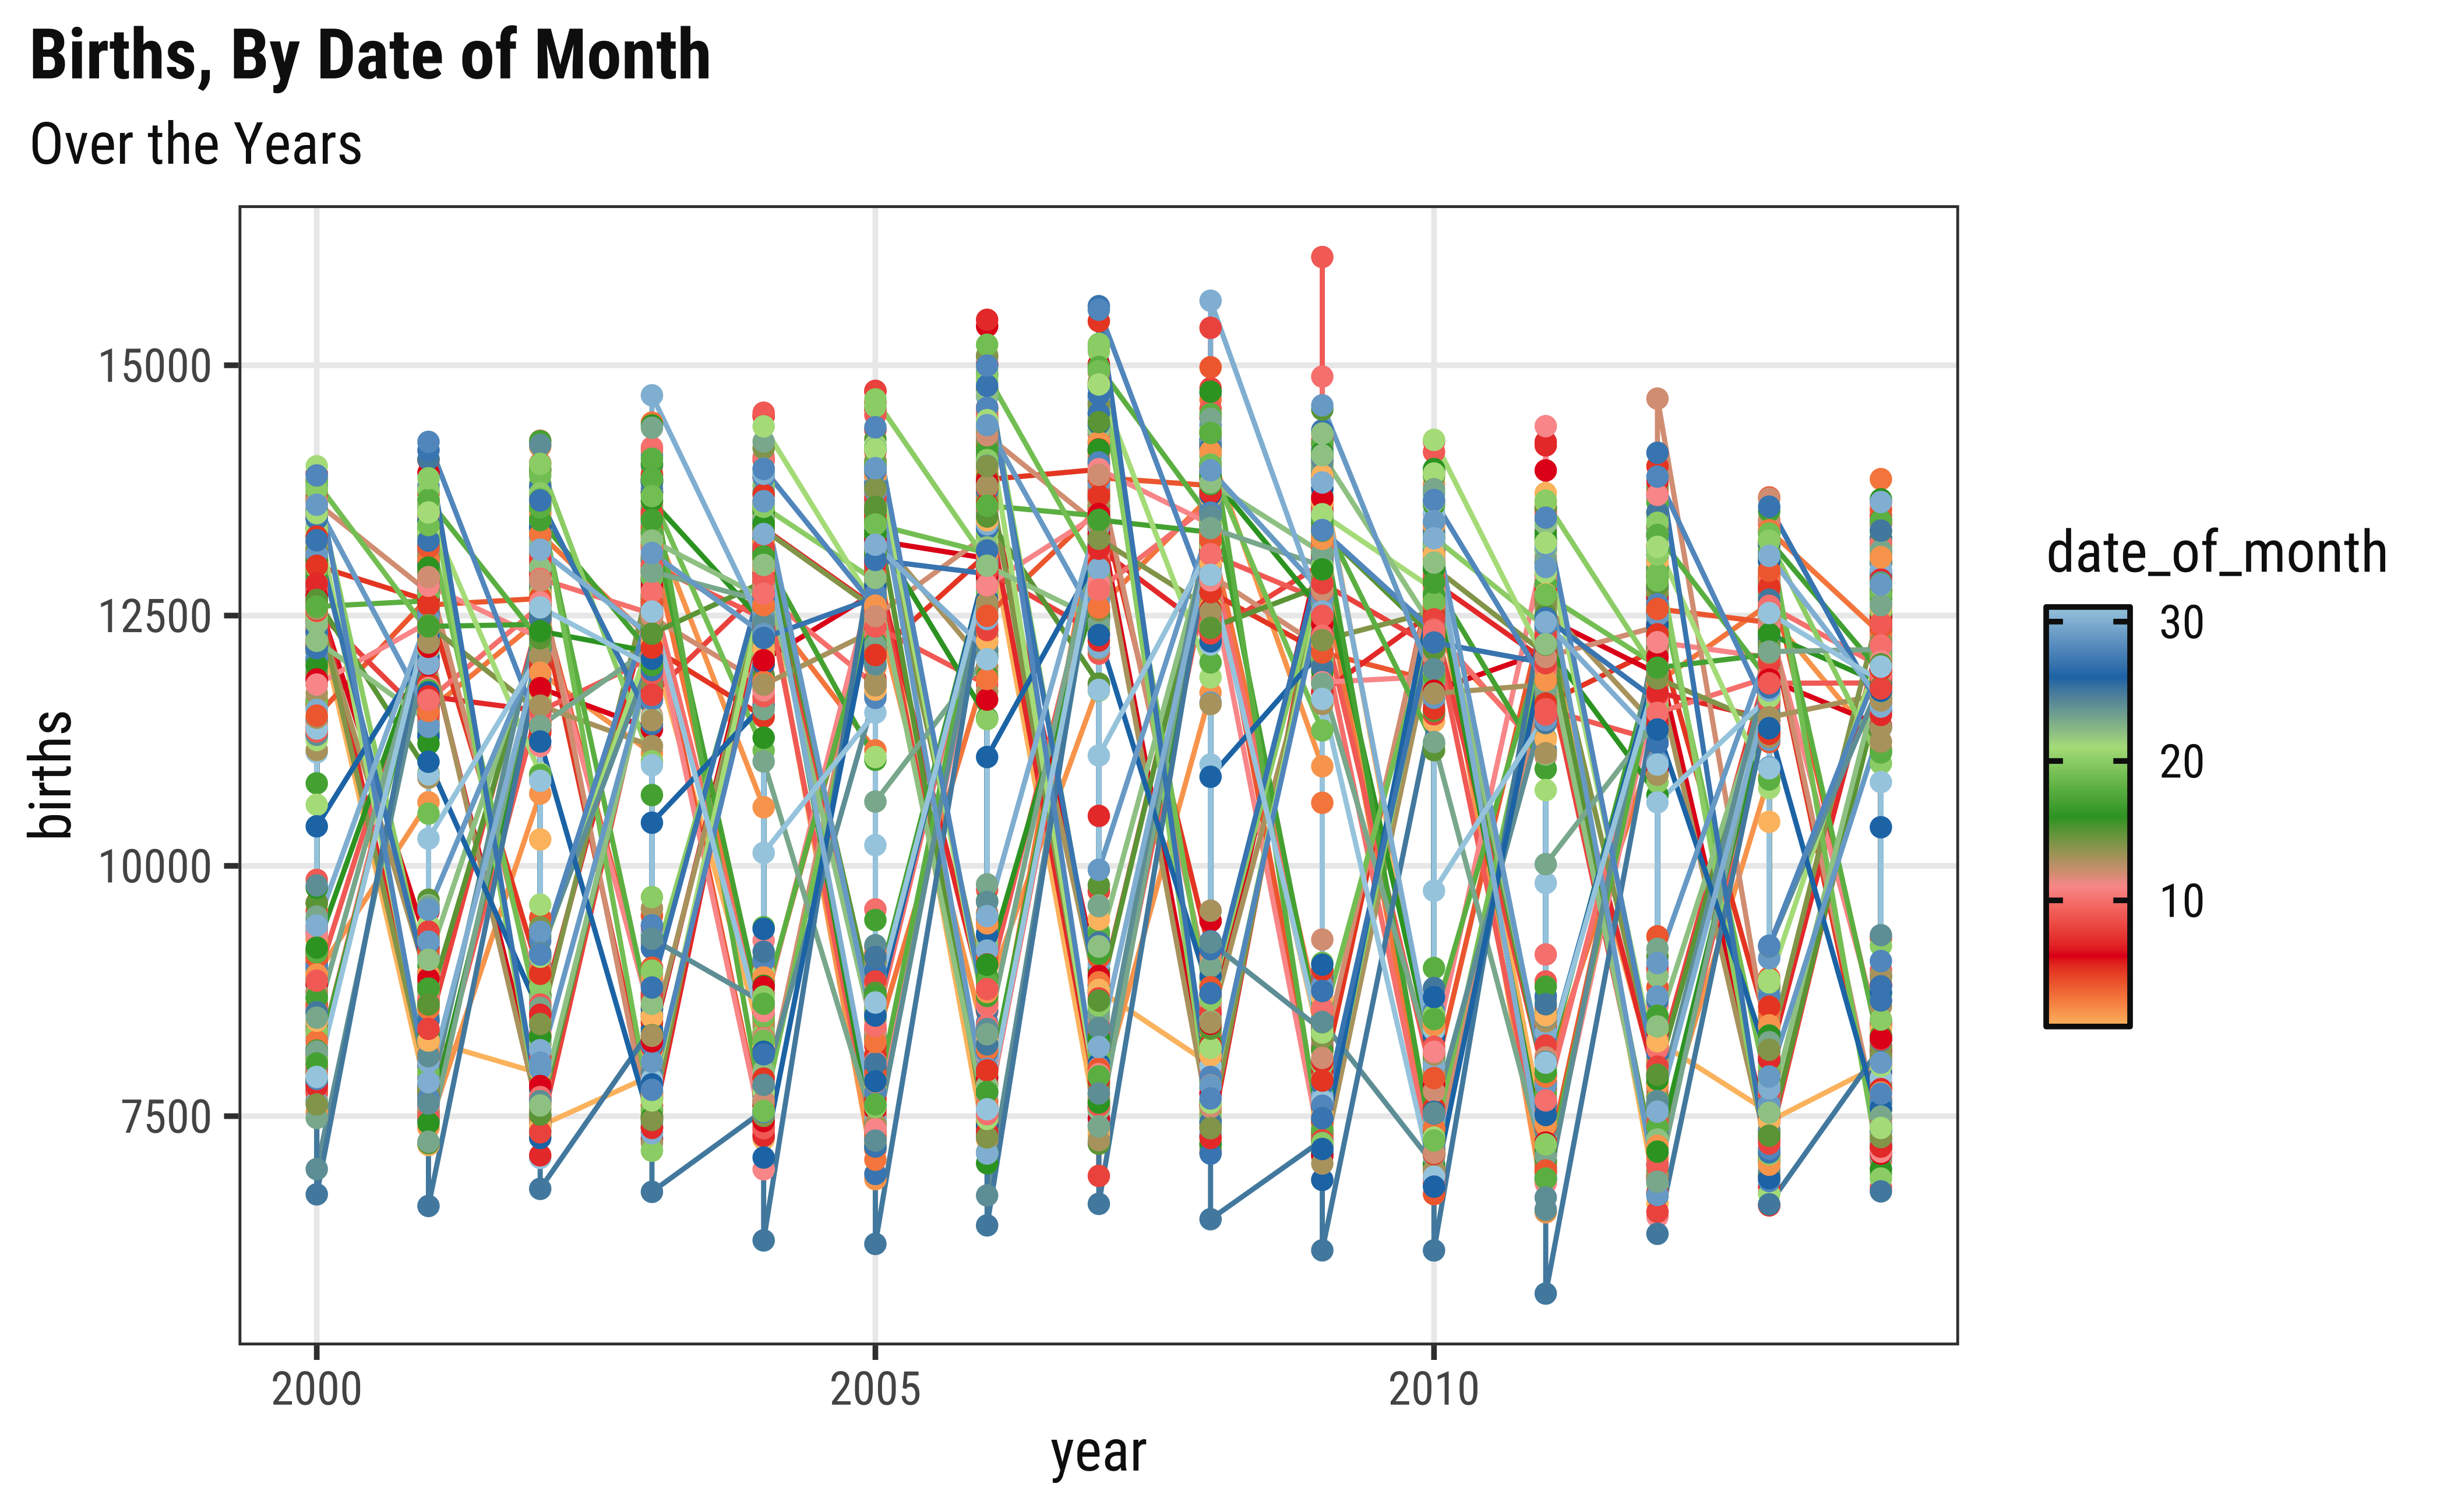 Births, By Date of Month
Over the Years
births
15000
12500
10000
7500
2000 2005 2010
year
date_of_month
30
20
10